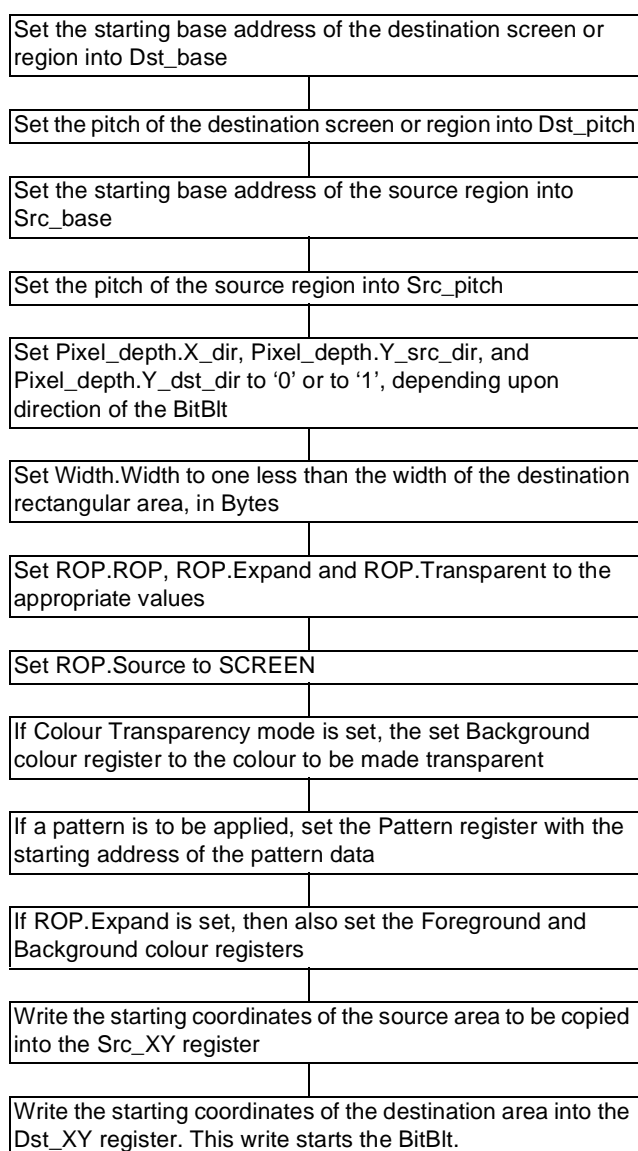 Set the starting base address of the destination screen or
region into Dst_base
Set the pitch of the destination screen or region into Dst_pitch
Set the starting base address of the source region into
Src_base
Set the pitch of the source region into Src_pitch
Set Pixel_depth.X_dir, Pixel_depth.Y_src_dir, and
Pixel_depth.Y_dst_dir to ‘0’ or to ‘1’, depending upon
direction of the BitBlt
Set Width.Width to one less than the width of the destination
rectangular area, in Bytes
Set ROP.ROP, ROP.Expand and ROP.Transparent to the
appropriate values
Set ROP.Source to SCREEN
If Colour Transparency mode is set, the set Background
colour register to the colour to be made transparent
If a pattern is to be applied, set the Pattern register with the
starting address of the pattern data
If ROP.Expand is set, then also set the Foreground and
Background colour registers
Write the starting coordinates of the source area to be copied
into the Src_XY register
Write the starting coordinates of the destination area into the
Dst_XY register. This write starts the BitBlt.